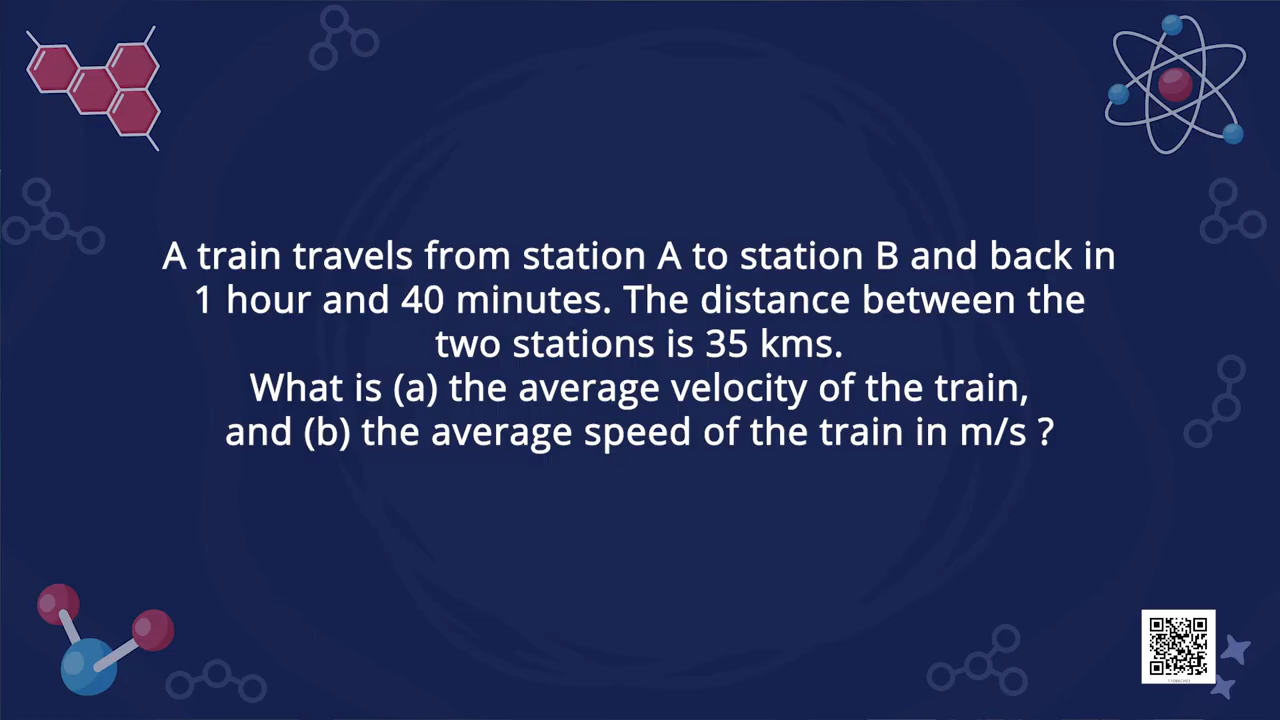 A train travels from station A to station B and back in
1 hour and 40 minutes. The distance between the
two stations is 35 kms.
What is (a) the average velocity of the train,
and (b) the average speed of the train in m/s ?